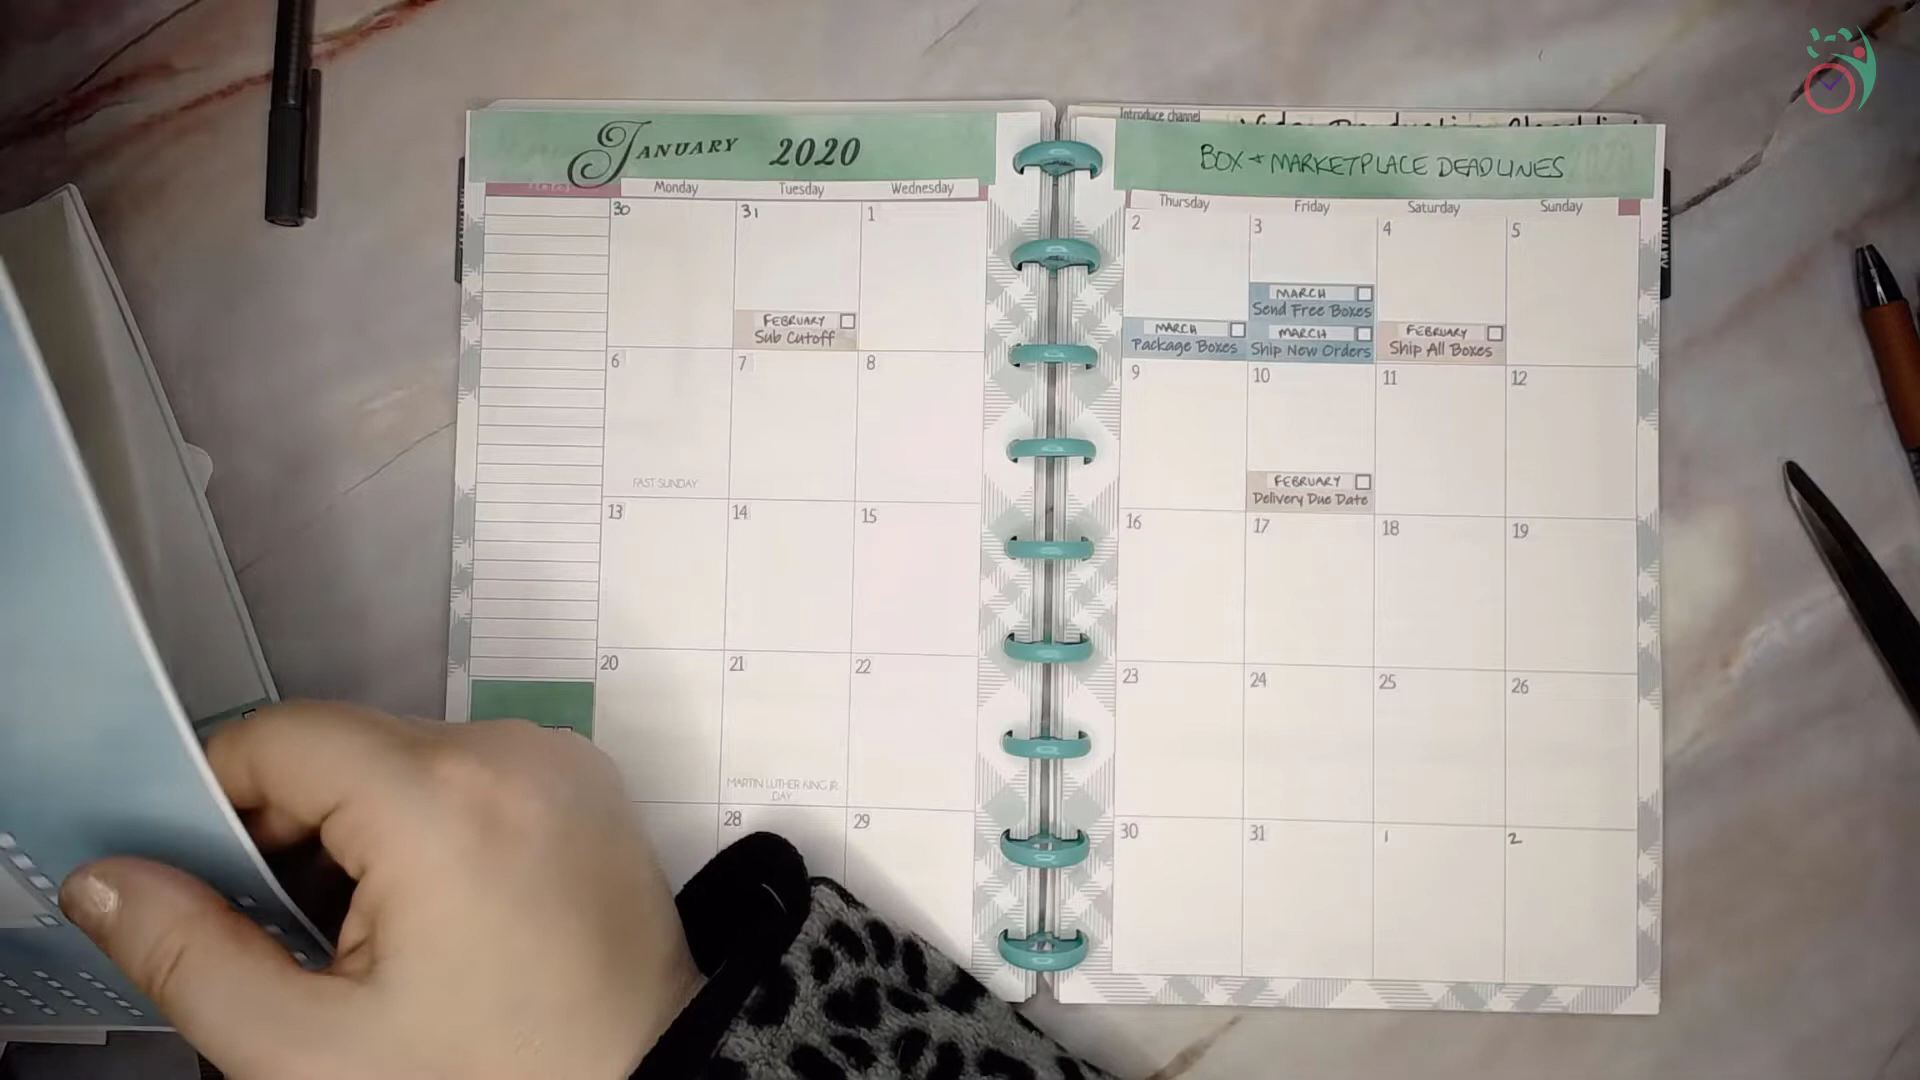 Introduce channel
JANUARY 2020
BOX + MARKETPLACE DEADLINES
Monday Tuesday Wednesday
Thursday Friday Saturday Sunday
30 31 1
2 3 4 5
FEBRUARY
Sub Cutoff
MARCH
Send Free Boxes
MARCH
Package Boxes
MARCH
Ship New Orders
FEBRUARY
Ship All Boxes
6 7 8
9 10 11 12
FAST SUNDAY
FEBRUARY
Delivery Due Date
13 14 15
16 17 18 19
20 21 22
23 24 25 26
MARTIN LUTHER KING JR.
DAY
28 29
30 31 1 2